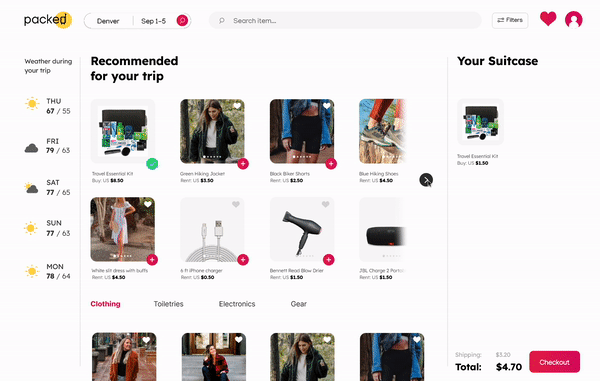 packed
Denver
Sep 1-5
Search item...
Filters
Weather during
your trip
THU
67 / 55
FRI
79 / 63
SAT
77 / 65
SUN
77 / 63
MON
78 / 64
Recommended
for your trip
Travel Essential Kit
Buy: US $8.50
Green Hiking Jacket
Rent: US $3.50
Black Biker Shorts
Rent: US $2.50
Blue Hiking Shoes
Rent: US $4.50
White slit dress with buffs
Rent: US $4.50
6 ft iPhone charger
Rent: US $0.50
Bennett Read Blow Drier
Rent: US $1.50
JBL Charge 2 Porta
Rent: US $2.50
Clothing
Toiletries
Electronics
Gear
Your Suitcase
Travel Essential Kit
Buy: US $1.50
Shipping: $3.20
Total: $4.70
Checkout